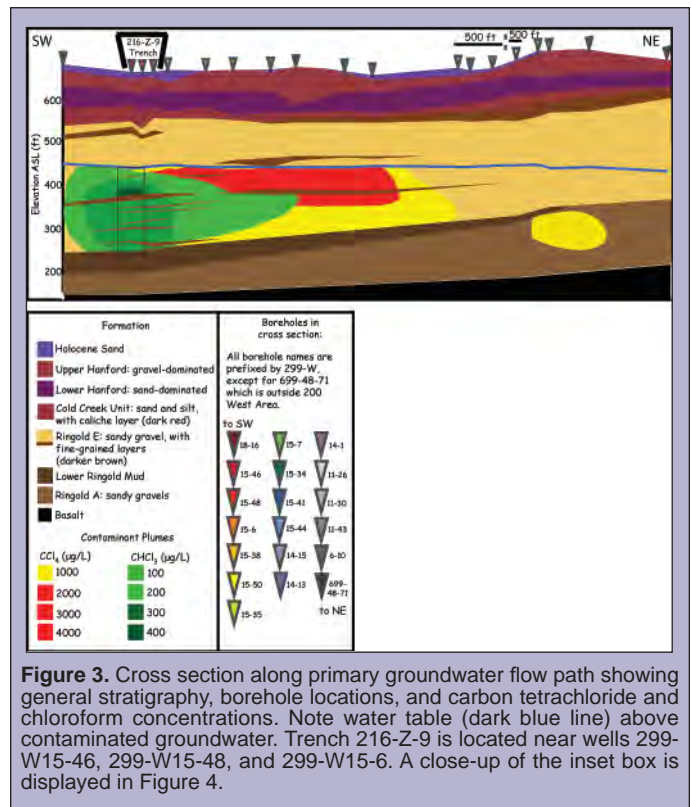 SW
216-Z-9
Trench
500 ft
500 ft
NE
Elevation ASL (ft)
600
500
400
300
200
Formation
Holocene Sand
Upper Hanford: gravel-dominated
Lower Hanford: sand-dominated
Cold Creek Unit: sand and silt,
with caliche layer (dark red)
Ringold E: sandy gravel, with
fine-grained layers
(darker brown)
Lower Ringold Mud
Ringold A: sandy gravels
Basalt
Contaminant Plumes
CCl4 (µg/L)
CHCl3 (µg/L)
1000
100
2000
200
3000
300
4000
400
Boreholes in
cross section:
All borehole names are
prefixed by 299-W,
except for 699-48-71
which is outside 200
West Area.
to SW
18-16
15-7
14-1
15-46
15-34
11-26
15-48
15-41
11-30
15-6
15-44
11-43
15-38
14-15
6-10
15-50
14-13
699-
48-71
15-35
to NE
Figure 3. Cross section along primary groundwater flow path showing
general stratigraphy, borehole locations, and carbon tetrachloride and
chloroform concentrations. Note water table (dark blue line) above
contaminated groundwater. Trench 216-Z-9 is located near wells 299-
W15-46, 299-W15-48, and 299-W15-6. A close-up of the inset box is
displayed in Figure 4.